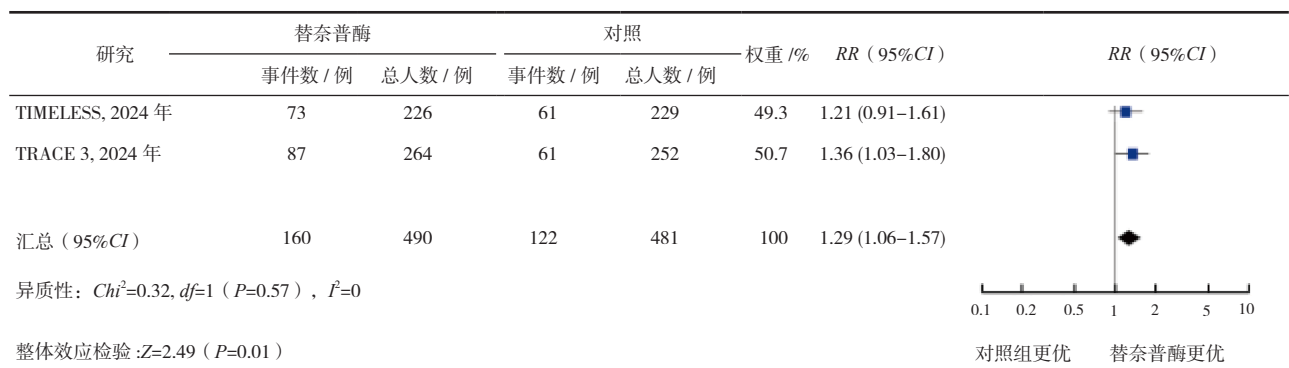 研究 替奈普酶 对照 权重 /% RR（95%CI） RR（95%CI）
事件数 / 例 总人数 / 例 事件数 / 例 总人数 / 例
TIMELESS, 2024 年 73 226 61 229 49.3 1.21 (0.91–1.61)
TRACE 3, 2024 年 87 264 61 252 50.7 1.36 (1.03–1.80)
汇总（95%CI） 160 490 122 481 100 1.29 (1.06–1.57)
异质性：Chi²=0.32, df=1（P=0.57），I²=0
0.1 0.2 0.5 1 2 5 10
整体效应检验 :Z=2.49（P=0.01） 对照组更优 替奈普酶更优